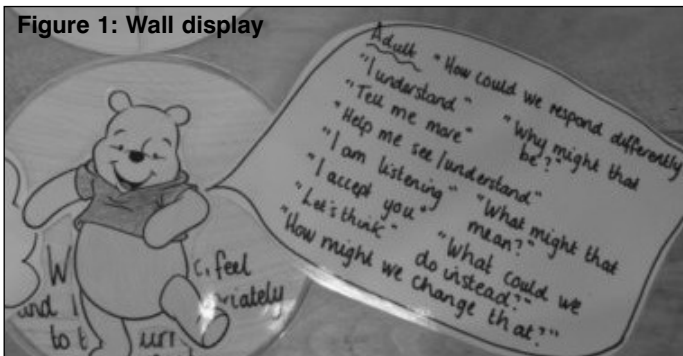 Figure 1: Wall display
Adult "How could we respond differently
"I understand" "Why might that
"Tell me more" be?"
"Help me see/understand"
"I am listening" "What might that
"I accept you" mean?"
"Let's think" "What could we
do instead?"
"How might we change that?"
feel
and
to